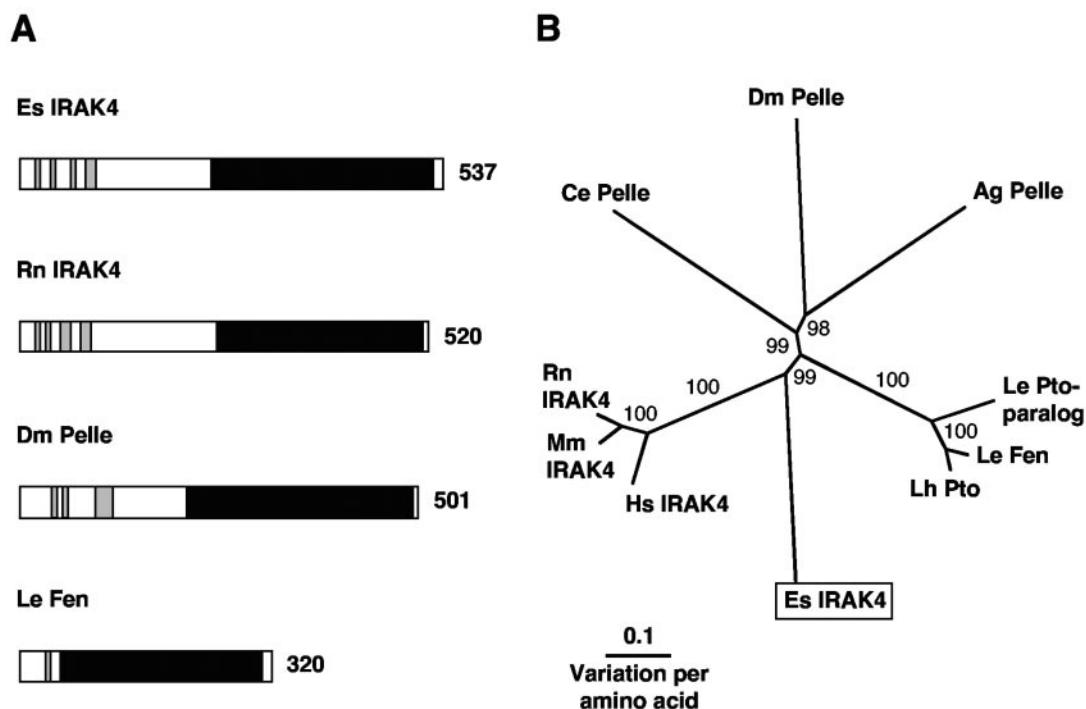 A
Es IRAK4
537
Rn IRAK4
520
Dm Pelle
501
Le Fen
320
B
Dm Pelle
Ce Pelle
Ag Pelle
98
99
99
100
100
Rn
IRAK4
100
Mm
IRAK4
Hs IRAK4
Le Pto-
paralog
100
Le Fen
Lh Pto
Es IRAK4
0.1
Variation per
amino acid